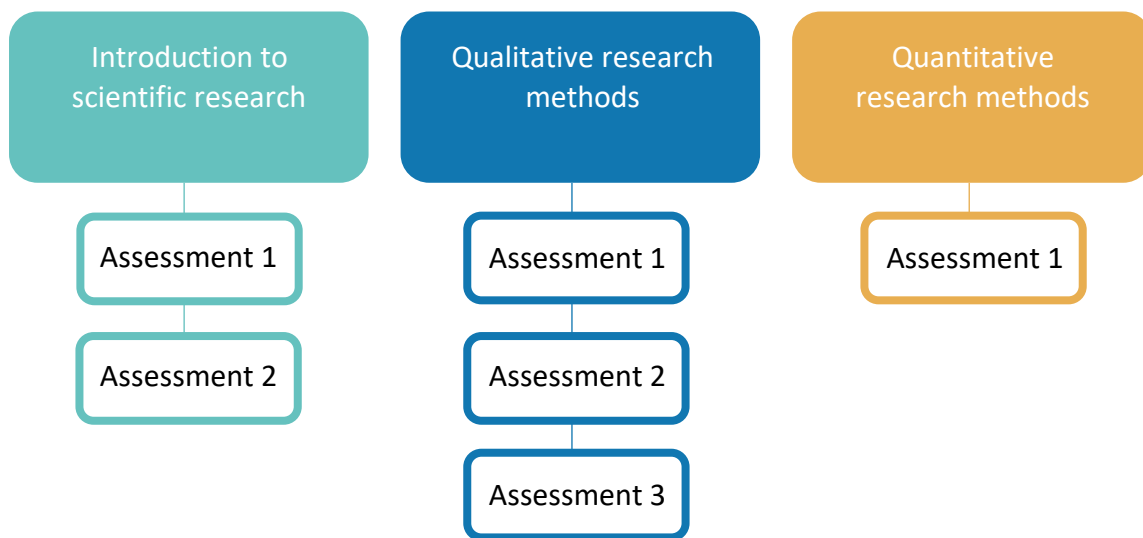 Introduction to
scientific research
Assessment 1
Assessment 2
Qualitative research
methods
Assessment 1
Assessment 2
Assessment 3
Quantitative
research methods
Assessment 1